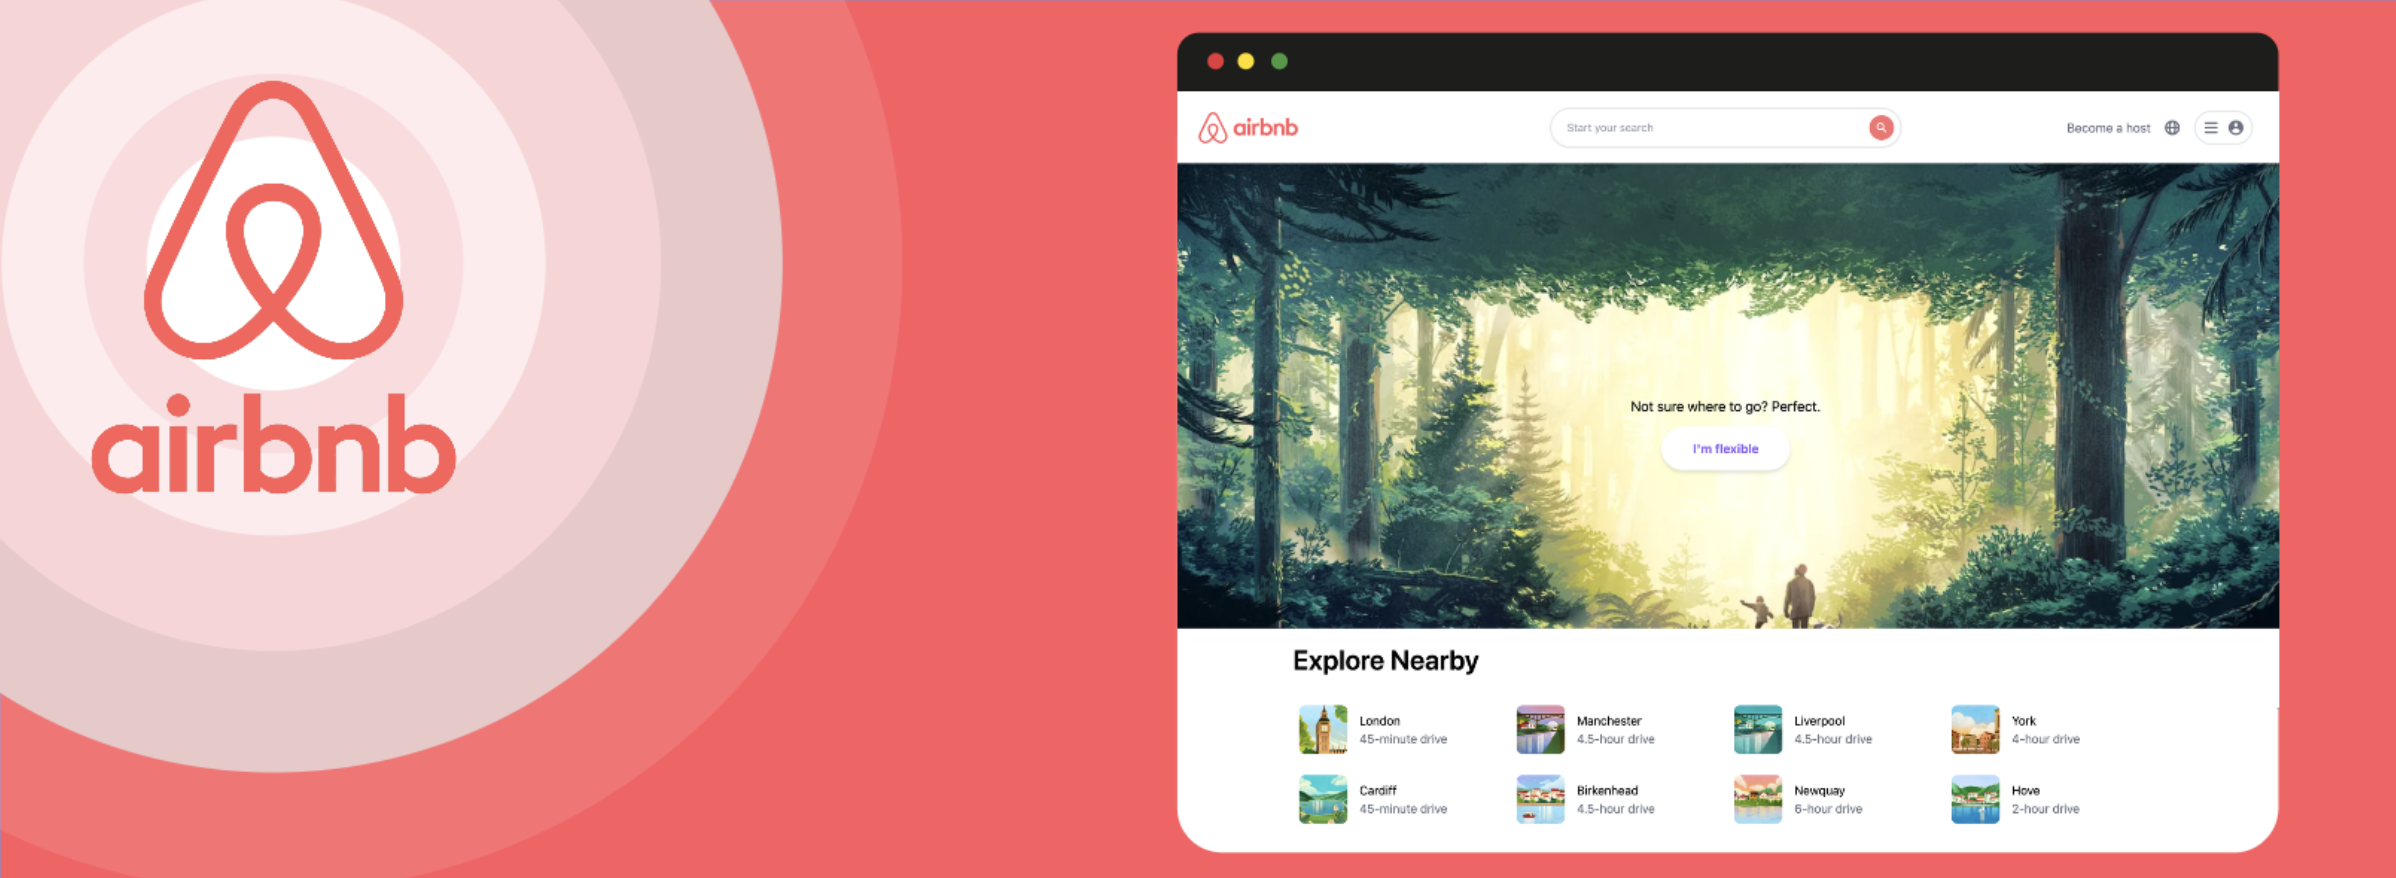 airbnb
airbnb
Start your search
Become a host
Not sure where to go? Perfect.
I'm flexible
Explore Nearby
London
45-minute drive
Manchester
4.5-hour drive
Liverpool
4.5-hour drive
York
4-hour drive
Cardiff
45-minute drive
Birkenhead
4.5-hour drive
Newquay
6-hour drive
Hove
2-hour drive